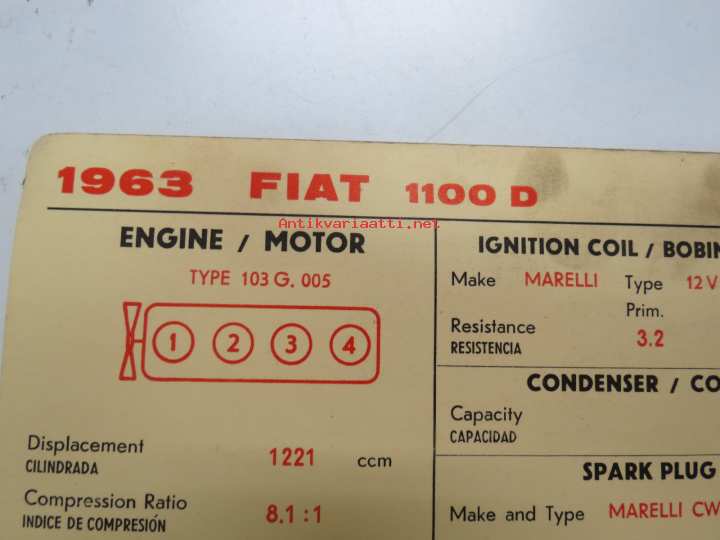 1963 FIAT 1100 D
Antikvariaatti.net
ENGINE / MOTOR
TYPE 103 G. 005
1 2 3 4
Displacement 1221 ccm
CILINDRADA
Compression Ratio 8.1 : 1
INDICE DE COMPRESIÓN
IGNITION COIL / BOBIN
Make MARELLI Type 12 V
Prim.
Resistance 3.2
RESISTENCIA
CONDENSER / CO
Capacity
CAPACIDAD
SPARK PLUG
Make and Type MARELLI CW